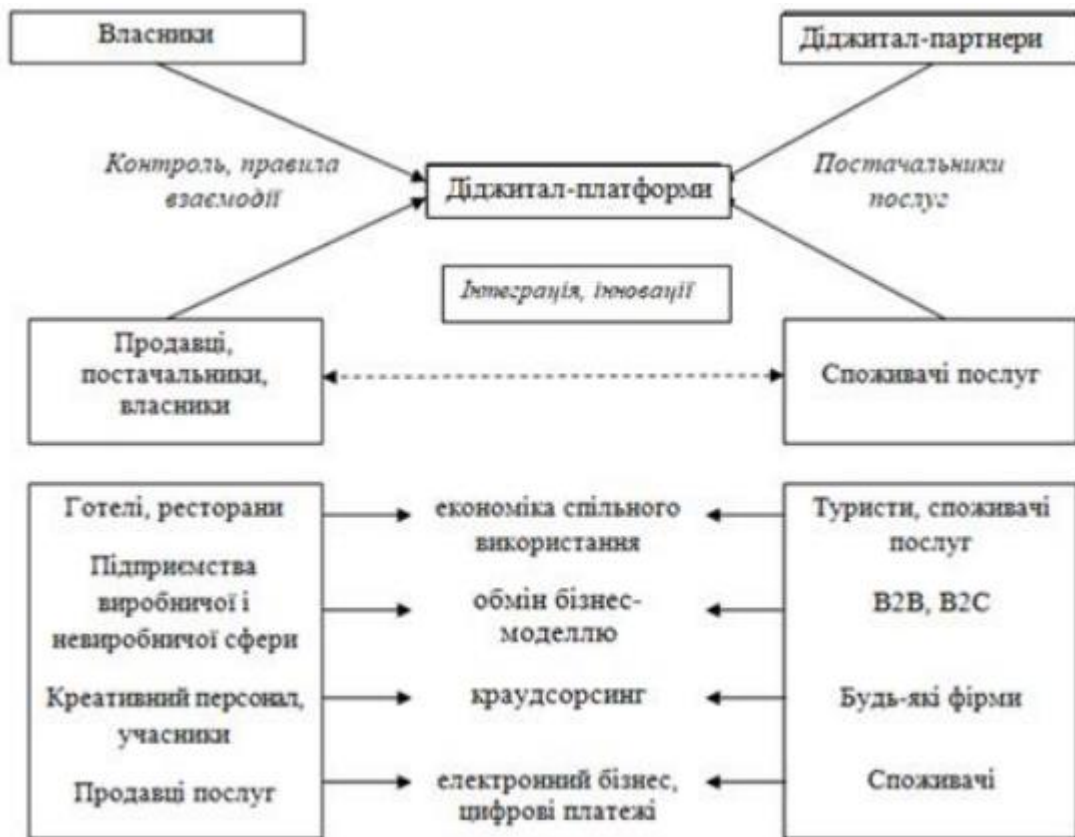 Власники
Діджитал-партнери
Контроль, правила
взаємодії
Діджитал-платформи
Постачальники
послуг
Інтеграція, інновації
Продавці,
постачальники,
власники
Споживачі послуг
Готелі, ресторани
економіка спільного
використання
Туристи, споживачі
послуг
Підприємства
виробничої і
невиробничої сфери
обмін бізнес-
моделлю
B2B, B2C
Креативний персонал,
учасники
краудсорсинг
Будь-які фірми
Продавці послуг
електронний бізнес,
цифрові платежі
Споживачі